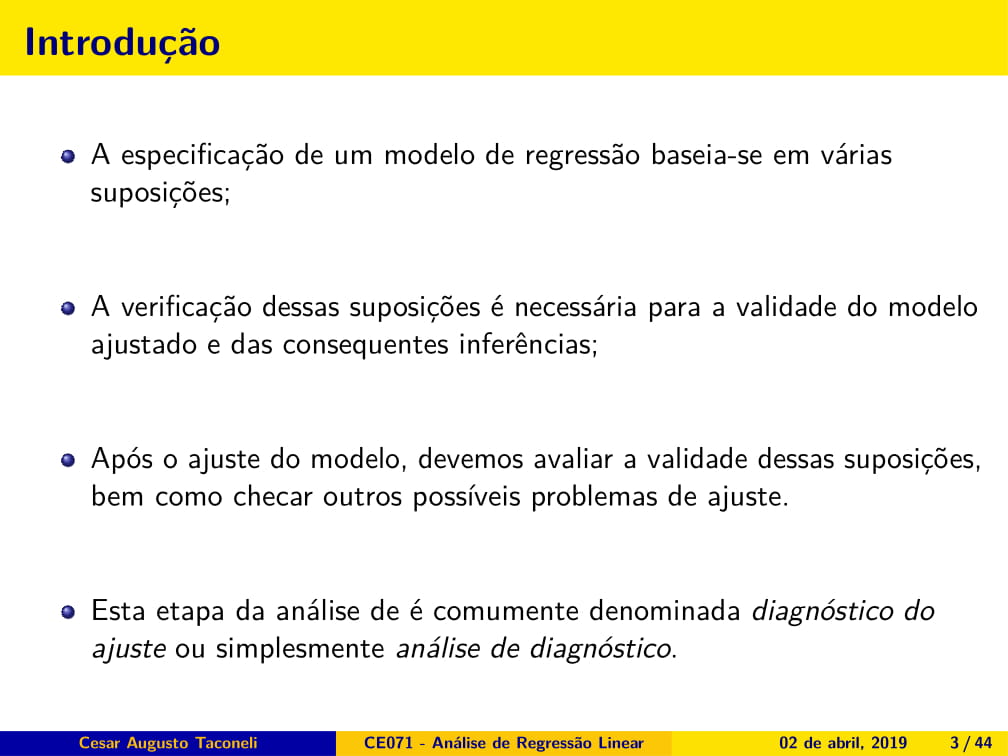 Introdução
A especificação de um modelo de regressão baseia-se em várias
suposições;
A verificação dessas suposições é necessária para a validade do modelo
ajustado e das consequentes inferências;
Após o ajuste do modelo, devemos avaliar a validade dessas suposições,
bem como checar outros possíveis problemas de ajuste.
Esta etapa da análise de é comumente denominada diagnóstico do
ajuste ou simplesmente análise de diagnóstico.
Cesar Augusto Taconeli CE071 - Análise de Regressão Linear 02 de abril, 2019 3 / 44